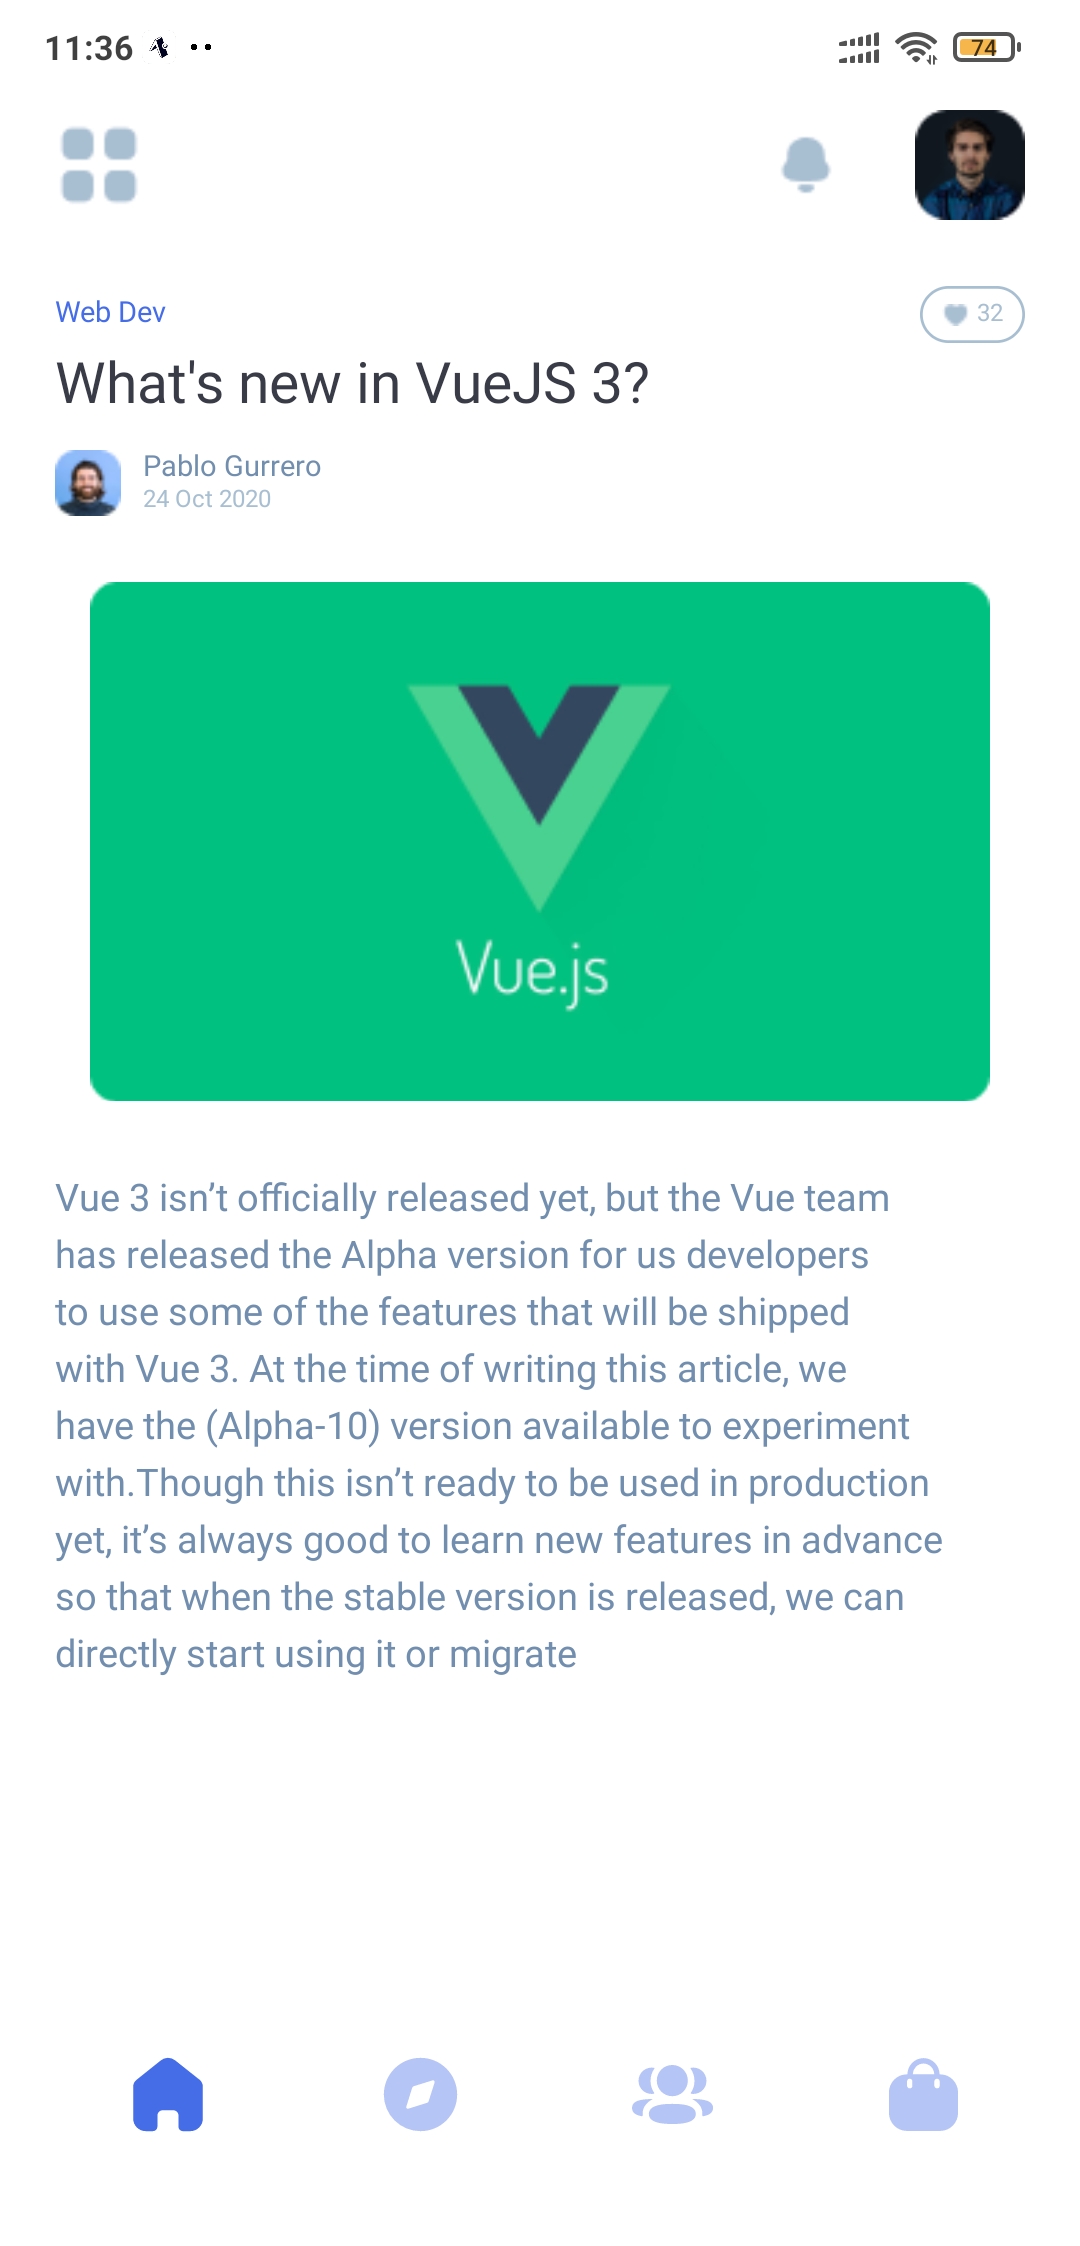 11:36
74
Web Dev
32
What's new in VueJS 3?
Pablo Gurrero
24 Oct 2020
Vue.js
Vue 3 isn’t officially released yet, but the Vue team
has released the Alpha version for us developers
to use some of the features that will be shipped
with Vue 3. At the time of writing this article, we
have the (Alpha-10) version available to experiment
with.Though this isn’t ready to be used in production
yet, it’s always good to learn new features in advance
so that when the stable version is released, we can
directly start using it or migrate